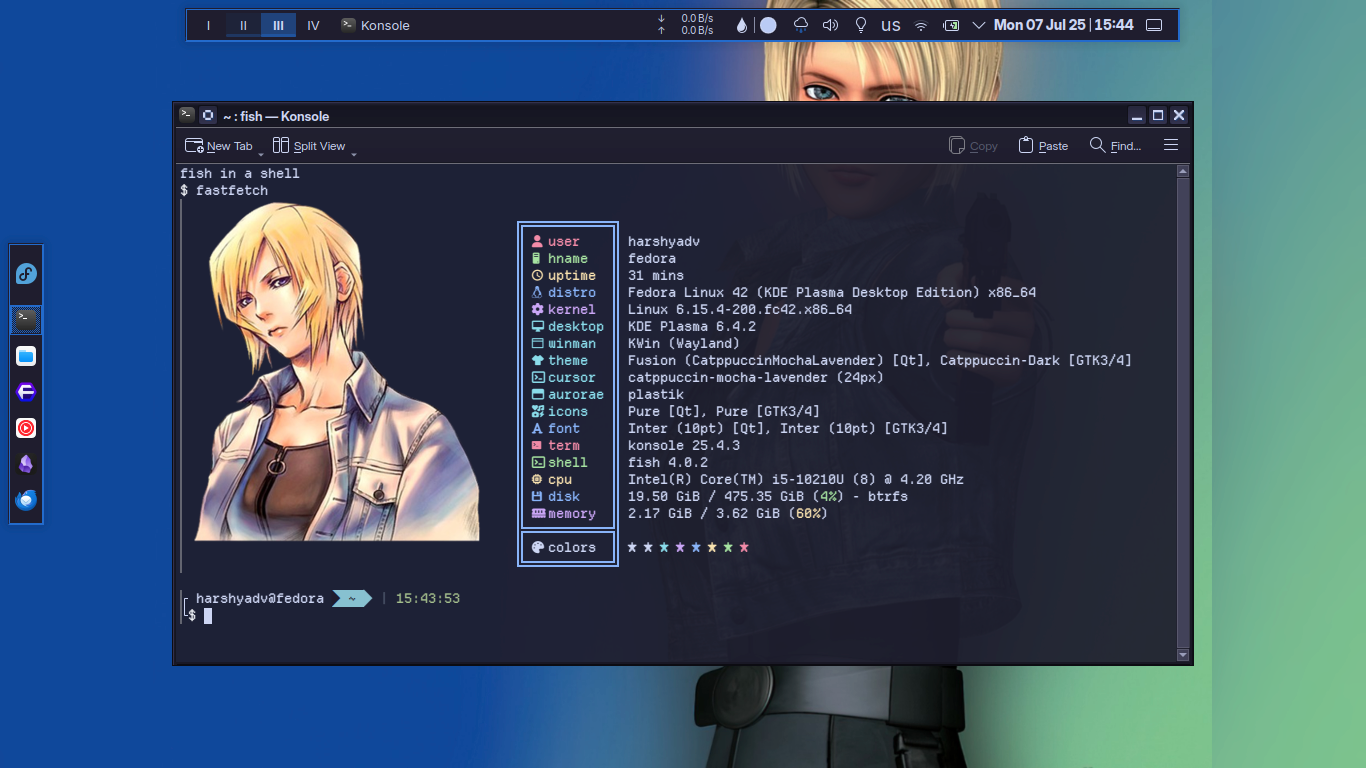 I II III IV Konsole 0.0 B/s us Mon 07 Jul 25 | 15:44
0.0 B/s
~ : fish — Konsole
New Tab Split View Copy Paste Find...
fish in a shell
$ fastfetch
user harshyadv
hname fedora
uptime 31 mins
distro Fedora Linux 42 (KDE Plasma Desktop Edition) x86_64
kernel Linux 6.15.4-200.fc42.x86_64
desktop KDE Plasma 6.4.2
winman KWin (Wayland)
theme Fusion (CatppuccinMochaLavender) [Qt], Catppuccin-Dark [GTK3/4]
cursor catppuccin-mocha-lavender (24px)
aurorae plastik
icons Pure [Qt], Pure [GTK3/4]
font Inter (10pt) [Qt], Inter (10pt) [GTK3/4]
term konsole 25.4.3
shell fish 4.0.2
cpu Intel(R) Core(TM) i5-10210U (8) @ 4.20 GHz
disk 19.50 GiB / 475.35 GiB (4%) - btrfs
memory 2.17 GiB / 3.62 GiB (60%)
colors
harshyadv@fedora ~ | 15:43:53
$